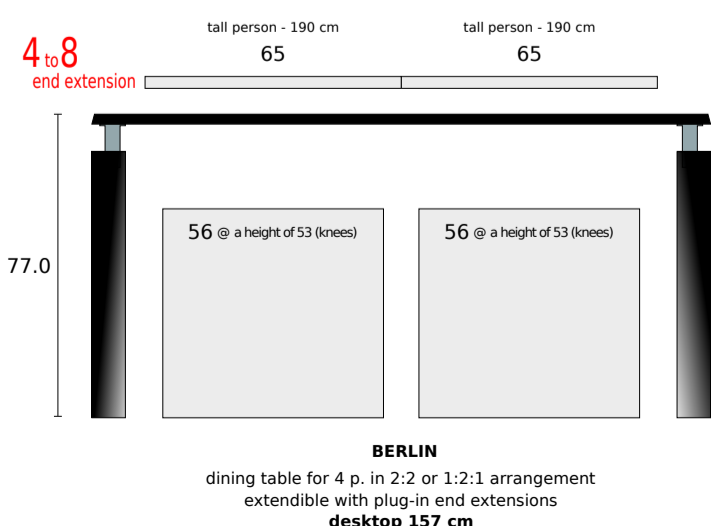 tall person - 190 cm
tall person - 190 cm
4 to 8
65
65
end extension
56 @ a height of 53 (knees)
56 @ a height of 53 (knees)
77.0
BERLIN
dining table for 4 p. in 2:2 or 1:2:1 arrangement
extendible with plug-in end extensions
desktop 157 cm